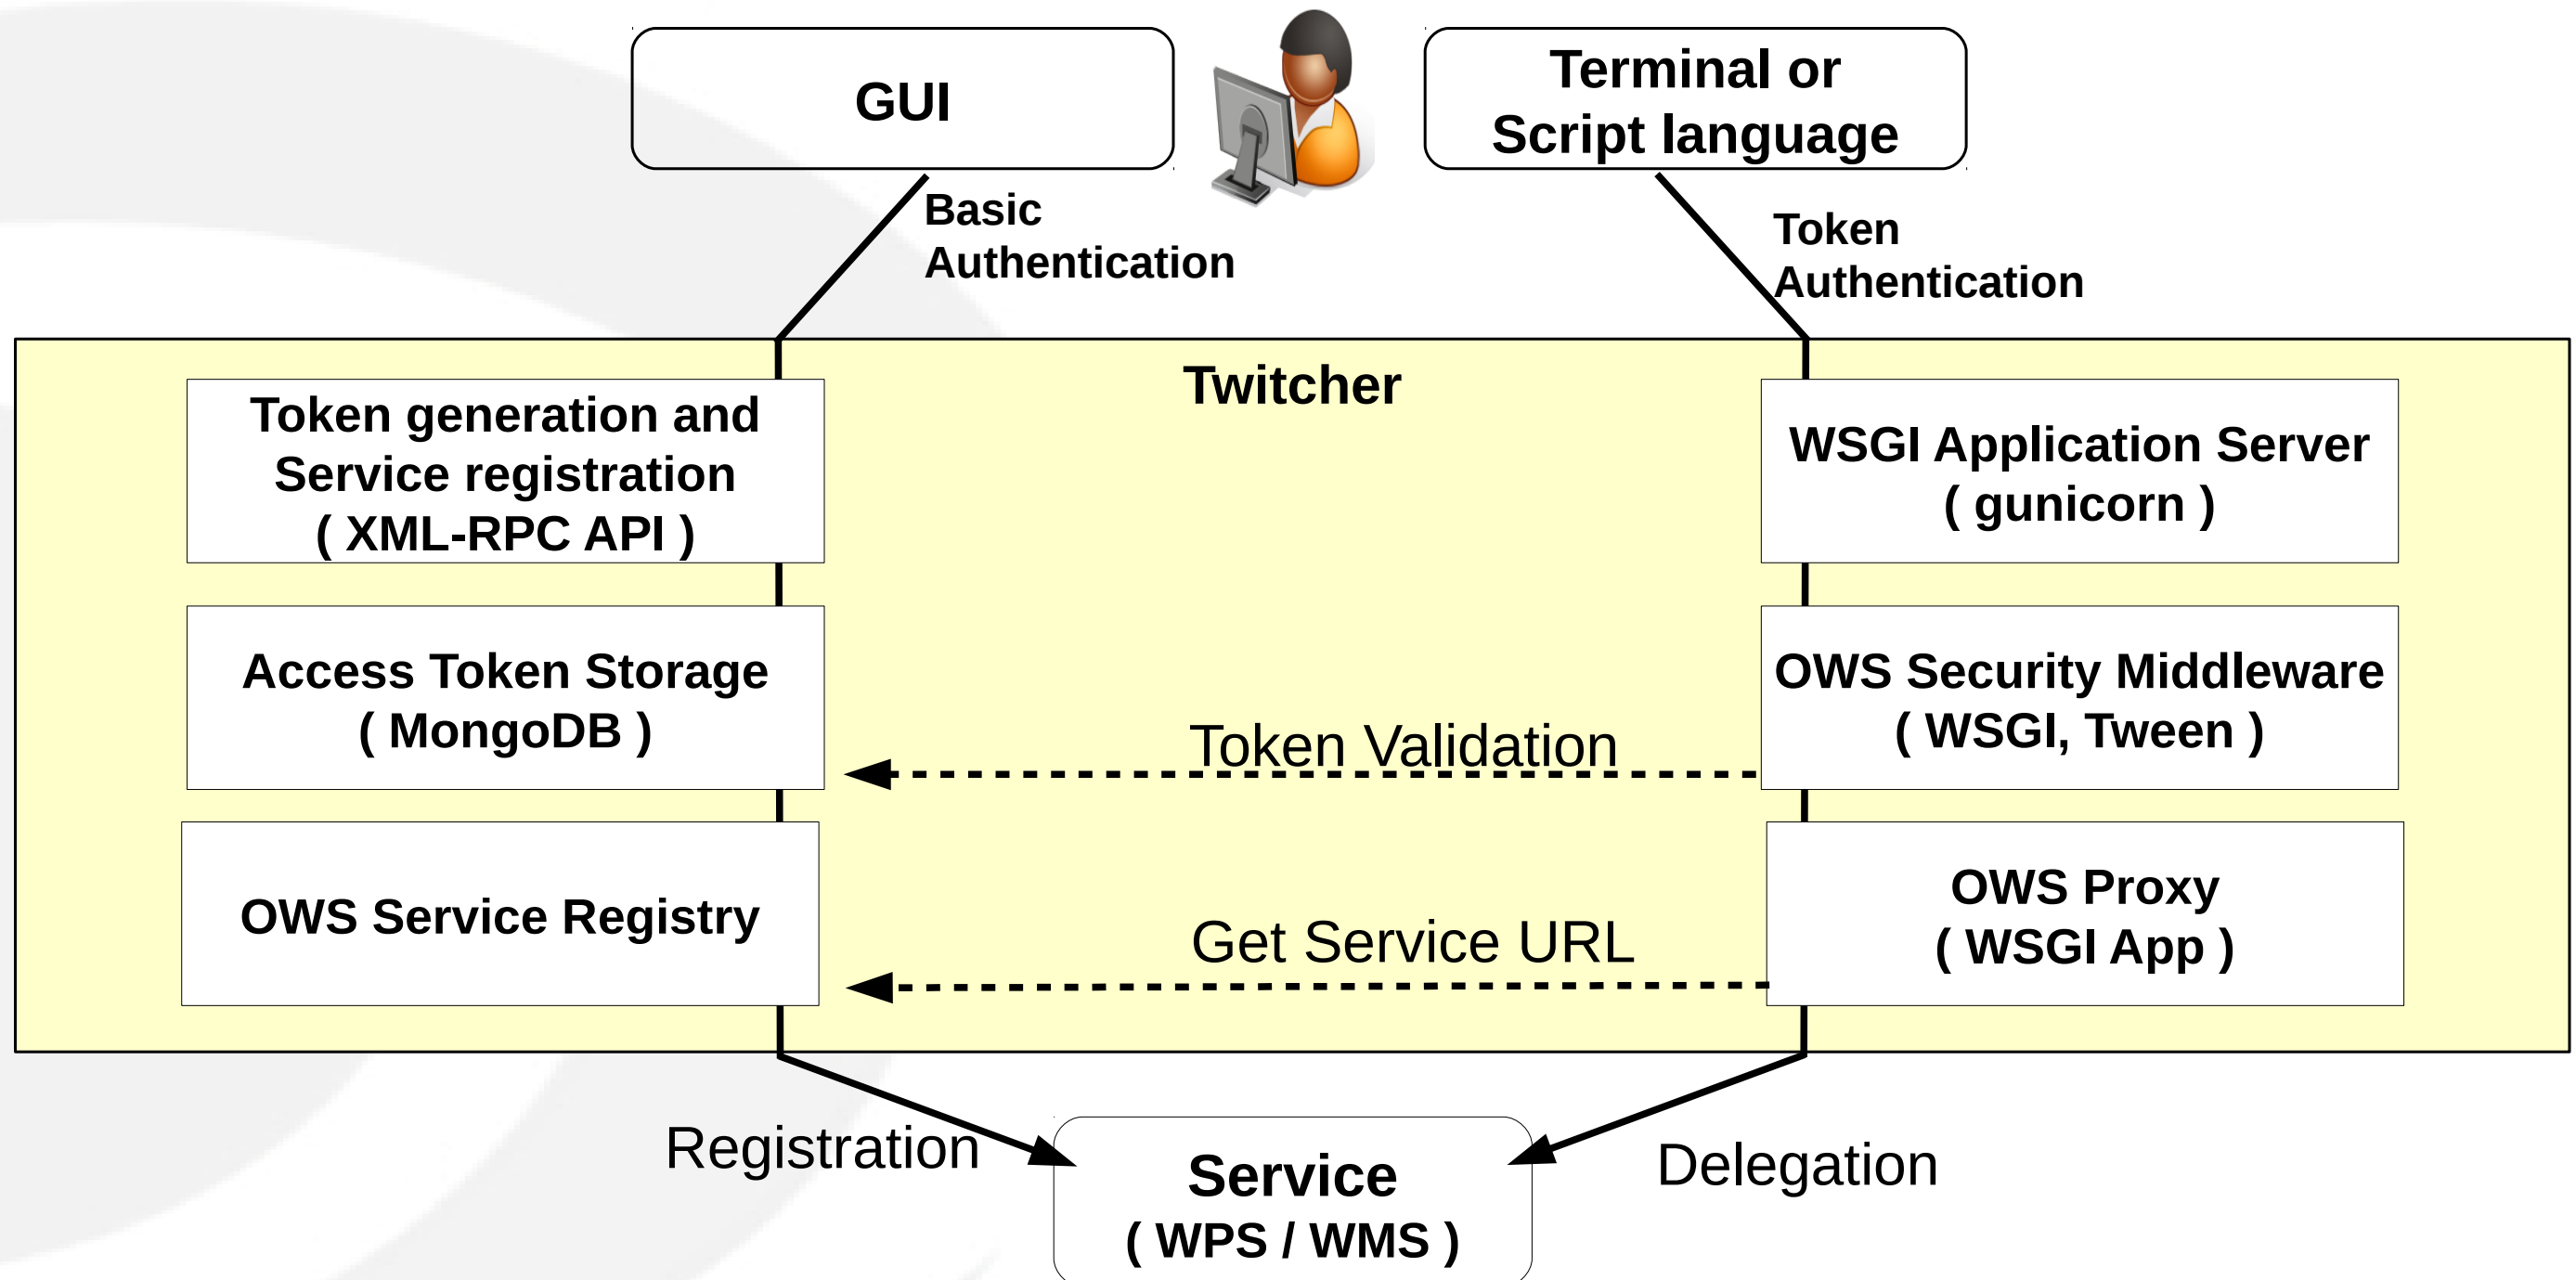 GUI
Terminal or
Script language
Basic
Authentication
Token
Authentication
Twitcher
Token generation and
Service registration
( XML-RPC API )
WSGI Application Server
( gunicorn )
Access Token Storage
( MongoDB )
Token Validation
OWS Security Middleware
( WSGI, Tween )
OWS Service Registry
Get Service URL
OWS Proxy
( WSGI App )
Registration
Delegation
Service
( WPS / WMS )